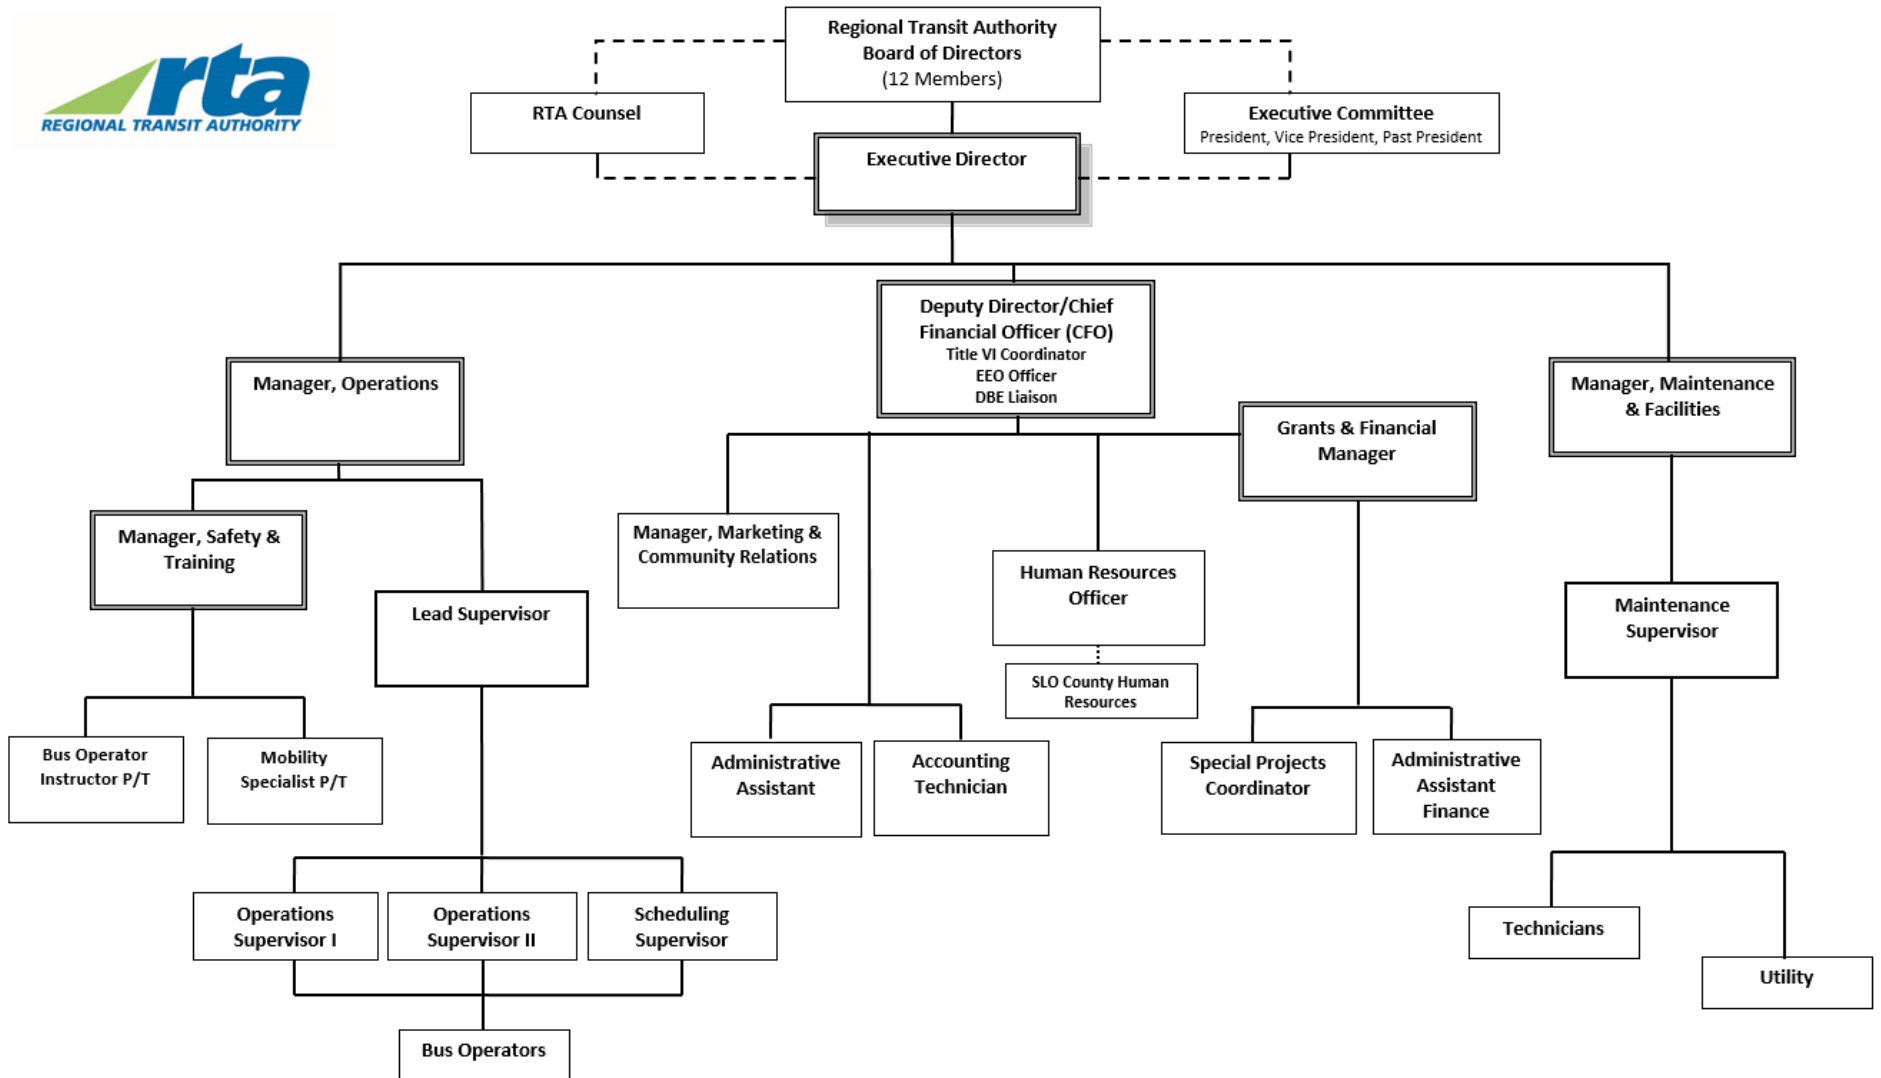 rta
REGIONAL TRANSIT AUTHORITY
Regional Transit Authority
Board of Directors
(12 Members)
RTA Counsel
Executive Committee
President, Vice President, Past President
Executive Director
Deputy Director/Chief
Financial Officer (CFO)
Title VI Coordinator
EEO Officer
DBE Liaison
Manager, Operations
Manager, Maintenance
& Facilities
Grants & Financial
Manager
Manager, Safety &
Training
Manager, Marketing &
Community Relations
Human Resources
Officer
Lead Supervisor
Maintenance
Supervisor
SLO County Human
Resources
Bus Operator
Instructor P/T
Mobility
Specialist P/T
Administrative
Assistant
Accounting
Technician
Special Projects
Coordinator
Administrative
Assistant
Finance
Operations
Supervisor I
Operations
Supervisor II
Scheduling
Supervisor
Technicians
Utility
Bus Operators